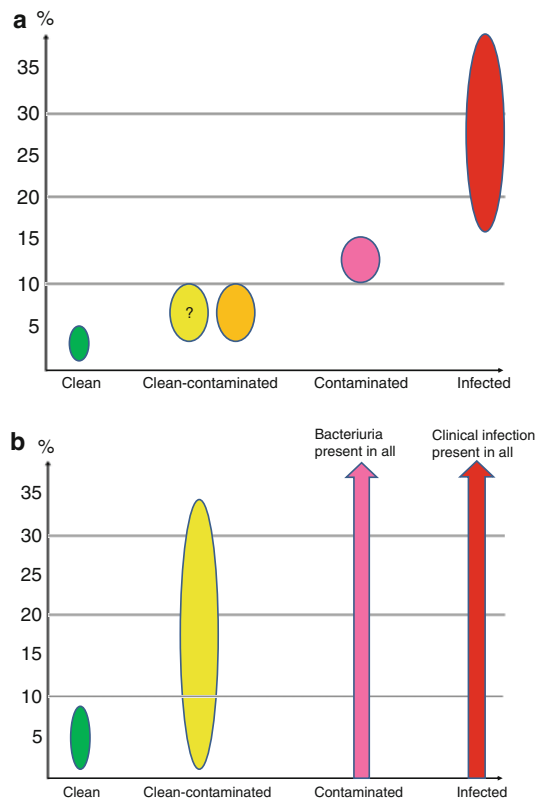 a %
35
30
25
20
15
10
5
?
Clean Clean-contaminated Contaminated Infected
b %
Bacteriuria
present in all
Clinical infection
present in all
35
30
25
20
15
10
5
Clean Clean-contaminated Contaminated Infected